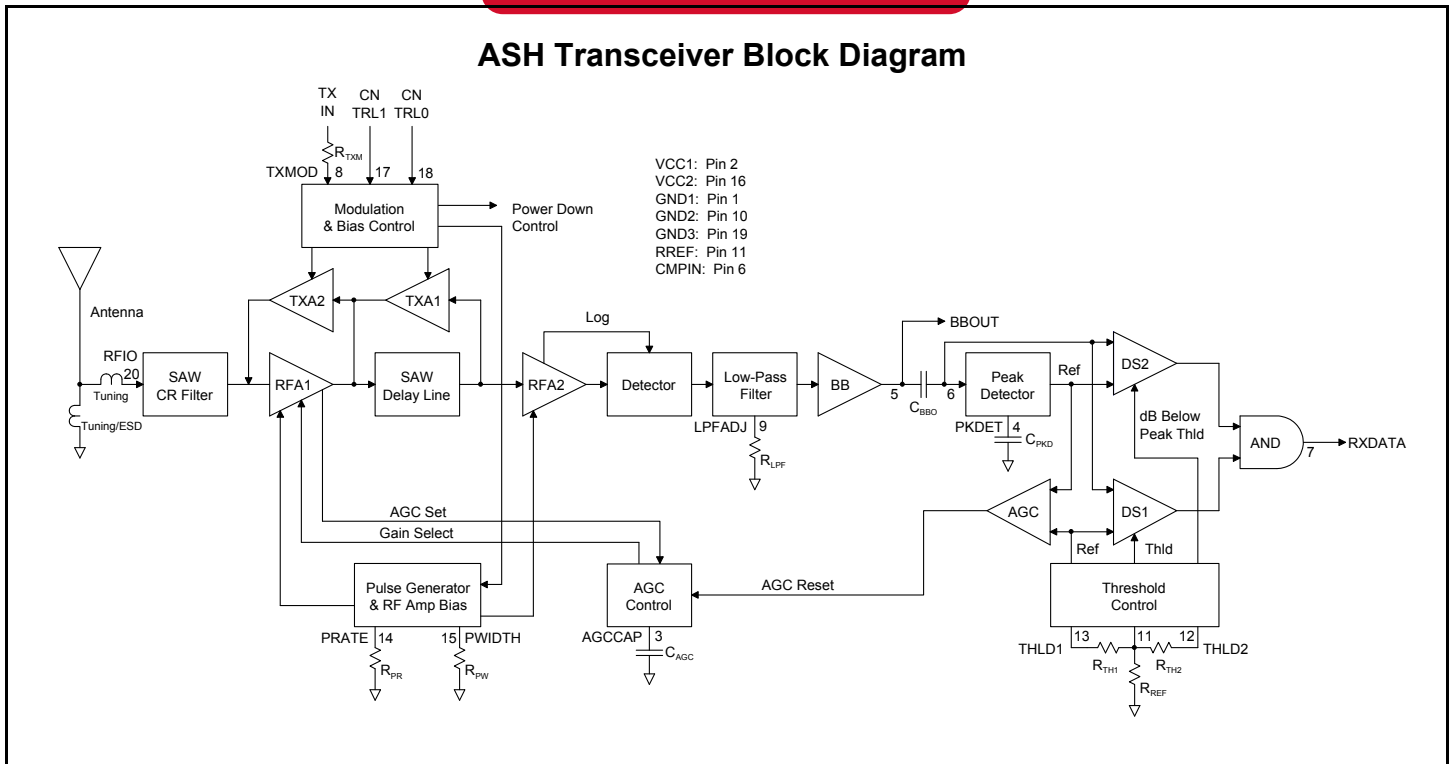 ASH Transceiver Block Diagram
TX
IN
CN
TRL1
CN
TRL0
RTXM
TXMOD 8 17 18
Modulation
& Bias Control
Power Down
Control
VCC1: Pin 2
VCC2: Pin 16
GND1: Pin 1
GND2: Pin 10
GND3: Pin 19
RREF: Pin 11
CMPIN: Pin 6
Antenna
TXA2
TXA1
Log
BBOUT
RFIO
20
Tuning
Tuning/ESD
SAW
CR Filter
RFA1
SAW
Delay Line
RFA2
Detector
Low-Pass
Filter
BB
5
CBBO
6
Peak
Detector
Ref
DS2
LPFADJ 9
RLPF
PKDET 4
CPKD
dB Below
Peak Thld
AND
7
RXDATA
AGC Set
Gain Select
AGC
DS1
Ref
Thld
Pulse Generator
& RF Amp Bias
AGC
Control
AGC Reset
Threshold
Control
PRATE 14
15 PWIDTH
RPR
RPW
AGCCAP 3
CAGC
THLD1 13 11 12 THLD2
RTH1
RTH2
RREF